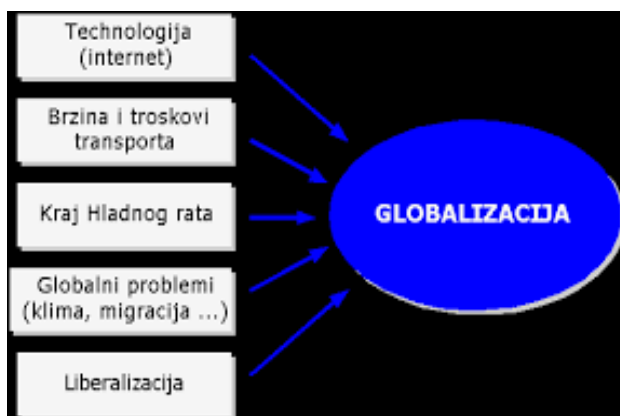 Technologija
(internet)
Brzina i troskovi
transporta
Kraj Hladnog rata
Globalni problemi
(klima, migracija ...)
Liberalizacija
GLOBALIZACIJA